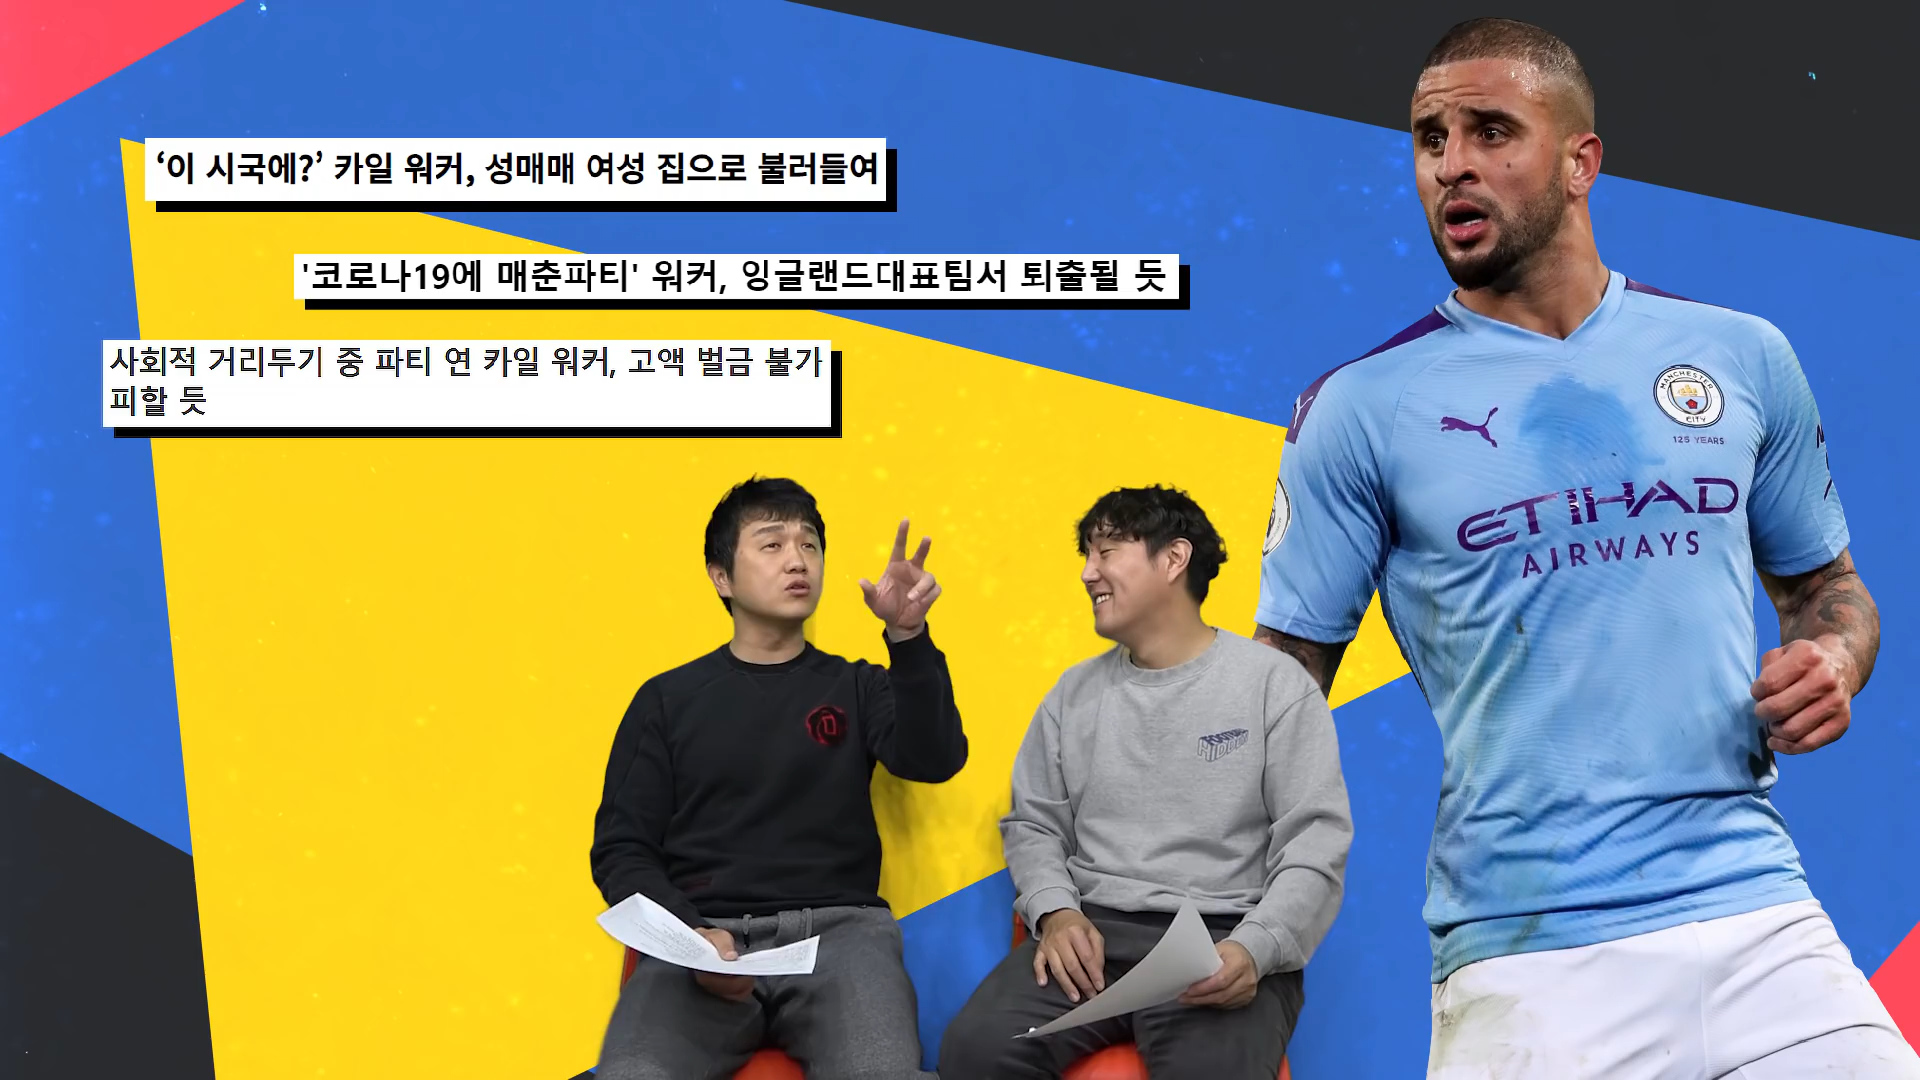 ‘이 시국에?’ 카일 워커, 성매매 여성 집으로 불러들여
'코로나19에 매춘파티' 워커, 잉글랜드대표팀서 퇴출될 듯
사회적 거리두기 중 파티 연 카일 워커, 고액 벌금 불가
피할 듯
MANCHESTER
CITY
125 YEARS
ETIHAD
AIRWAYS